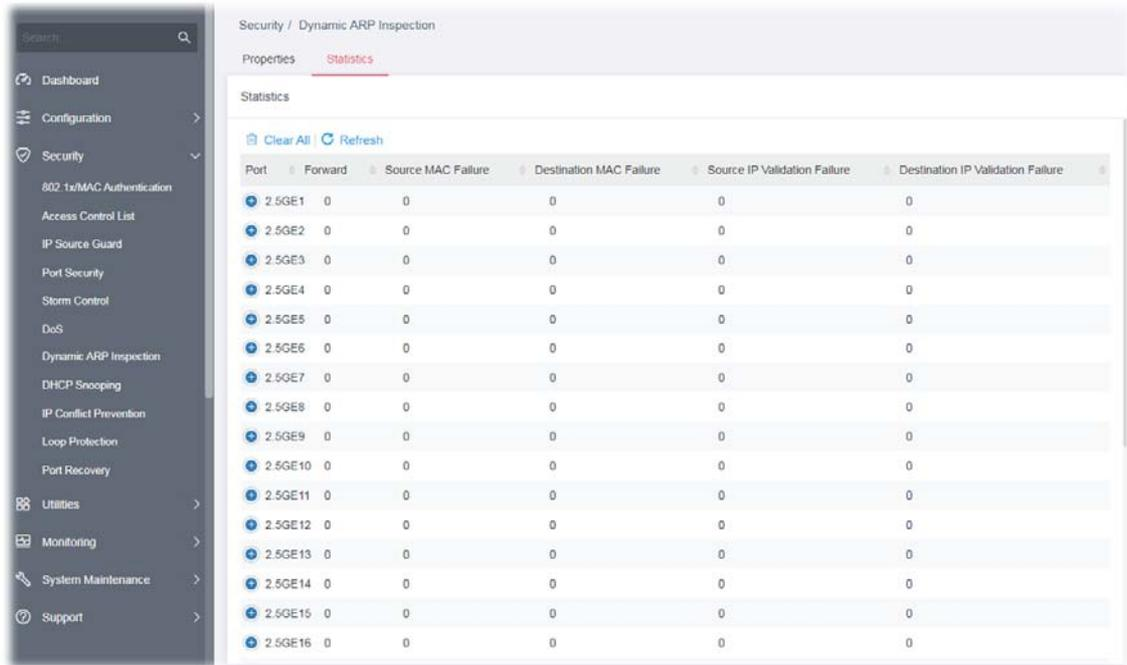 Search...
Dashboard
Configuration
Security
802.1x/MAC Authentication
Access Control List
IP Source Guard
Port Security
Storm Control
DoS
Dynamic ARP Inspection
DHCP Snooping
IP Conflict Prevention
Loop Protection
Port Recovery
Utilities
Monitoring
System Maintenance
Support
Security / Dynamic ARP Inspection
Properties Statistics
Statistics
Clear All | Refresh
Port Forward Source MAC Failure Destination MAC Failure Source IP Validation Failure Destination IP Validation Failure
2.5GE1 0 0 0 0 0
2.5GE2 0 0 0 0 0
2.5GE3 0 0 0 0 0
2.5GE4 0 0 0 0 0
2.5GE5 0 0 0 0 0
2.5GE6 0 0 0 0 0
2.5GE7 0 0 0 0 0
2.5GE8 0 0 0 0 0
2.5GE9 0 0 0 0 0
2.5GE10 0 0 0 0 0
2.5GE11 0 0 0 0 0
2.5GE12 0 0 0 0 0
2.5GE13 0 0 0 0 0
2.5GE14 0 0 0 0 0
2.5GE15 0 0 0 0 0
2.5GE16 0 0 0 0 0